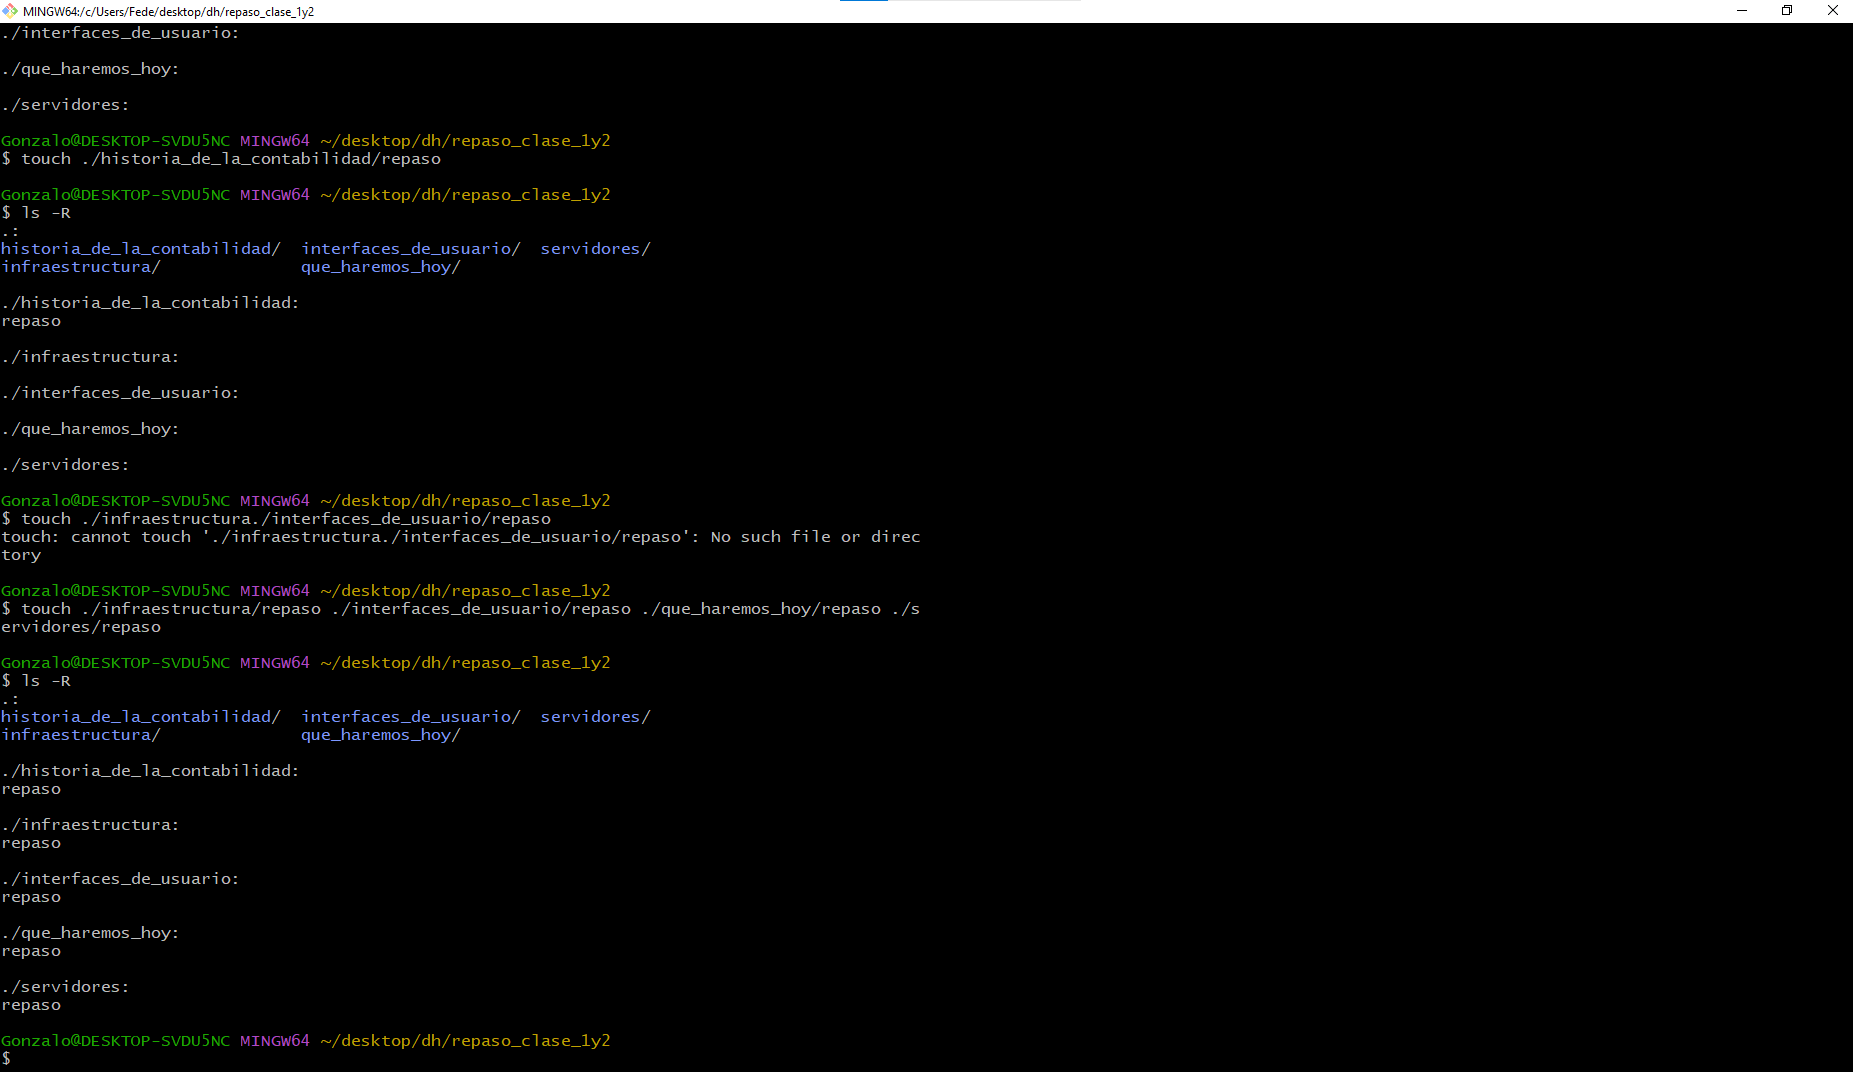 MINGW64:/c/Users/Fede/desktop/dh/repaso_clase_1y2
./interfaces_de_usuario:
./que_haremos_hoy:
./servidores:
Gonzalo@DESKTOP-SVDU5NC MINGW64 ~/desktop/dh/repaso_clase_1y2
$ touch ./historia_de_la_contabilidad/repaso
Gonzalo@DESKTOP-SVDU5NC MINGW64 ~/desktop/dh/repaso_clase_1y2
$ ls -R
.:
historia_de_la_contabilidad/  interfaces_de_usuario/  servidores/
infraestructura/              que_haremos_hoy/
./historia_de_la_contabilidad:
repaso
./infraestructura:
./interfaces_de_usuario:
./que_haremos_hoy:
./servidores:
Gonzalo@DESKTOP-SVDU5NC MINGW64 ~/desktop/dh/repaso_clase_1y2
$ touch ./infraestructura./interfaces_de_usuario/repaso
touch: cannot touch './infraestructura./interfaces_de_usuario/repaso': No such file or direc
tory
Gonzalo@DESKTOP-SVDU5NC MINGW64 ~/desktop/dh/repaso_clase_1y2
$ touch ./infraestructura/repaso ./interfaces_de_usuario/repaso ./que_haremos_hoy/repaso ./s
ervidores/repaso
Gonzalo@DESKTOP-SVDU5NC MINGW64 ~/desktop/dh/repaso_clase_1y2
$ ls -R
.:
historia_de_la_contabilidad/  interfaces_de_usuario/  servidores/
infraestructura/              que_haremos_hoy/
./historia_de_la_contabilidad:
repaso
./infraestructura:
repaso
./interfaces_de_usuario:
repaso
./que_haremos_hoy:
repaso
./servidores:
repaso
Gonzalo@DESKTOP-SVDU5NC MINGW64 ~/desktop/dh/repaso_clase_1y2
$